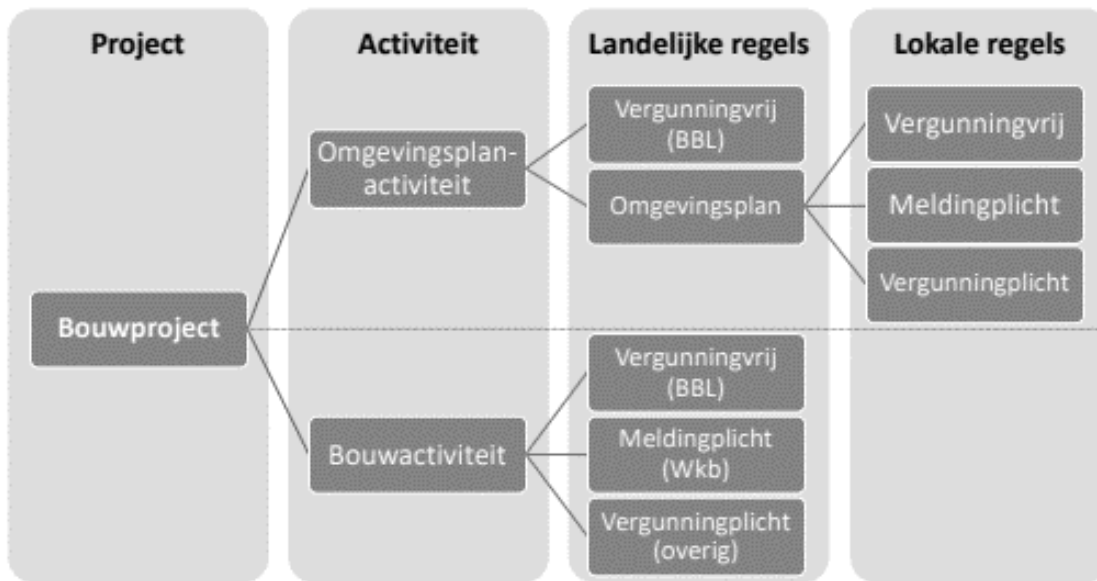 Project
Activiteit
Landelijke regels
Lokale regels
Bouwproject
Omgevingsplan-
activiteit
Bouwactiviteit
Vergunningvrij
(BBL)
Omgevingsplan
Vergunningvrij
(BBL)
Meldingplicht
(Wkb)
Vergunningplicht
(overig)
Vergunningvrij
Meldingplicht
Vergunningplicht